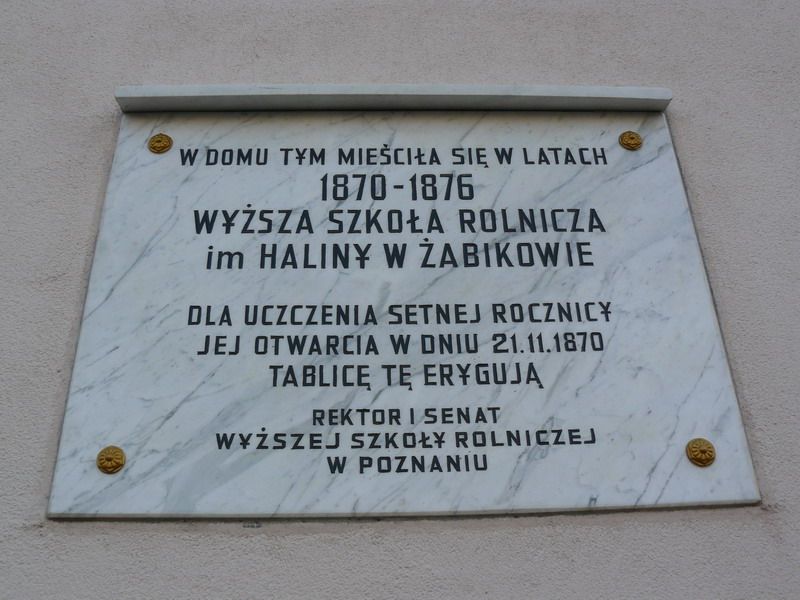 W DOMU TYM MIEŚCIŁA SIĘ W LATACH
1870-1876
WYŻSZA SZKOŁA ROLNICZA
im HALINY W ŻABIKOWIE
DLA UCZCZENIA SETNEJ ROCZNICY
JEJ OTWARCIA W DNIU 21.11.1870
TABLICĘ TĘ ERYGUJĄ
REKTOR I SENAT
WYŻSZEJ SZKOŁY ROLNICZEJ
W POZNANIU